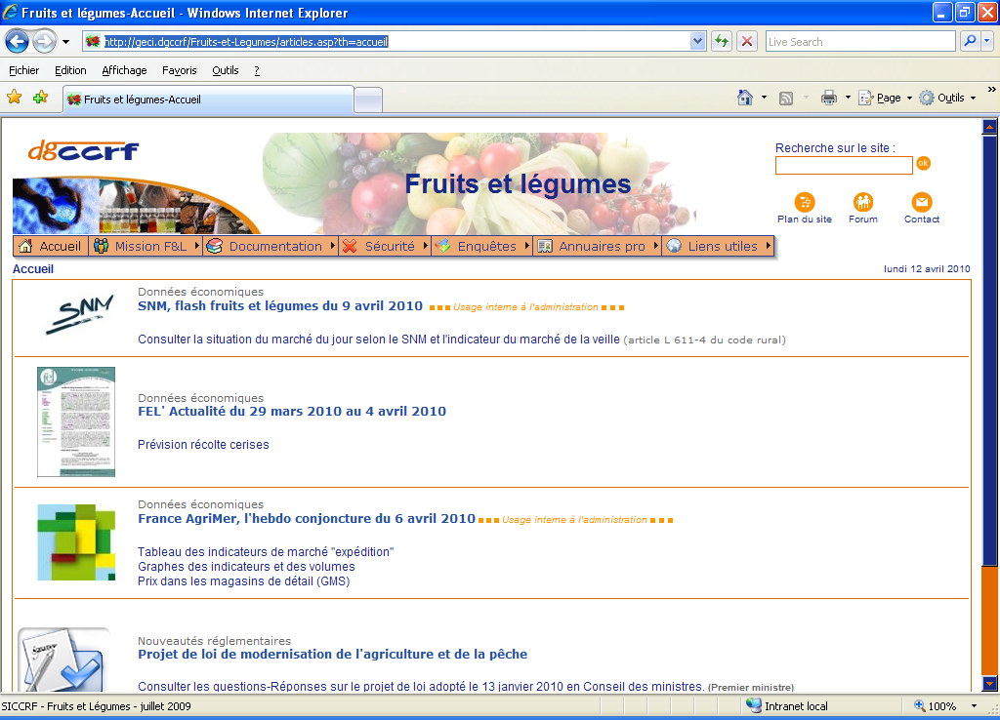 Fruits et légumes-Accueil - Windows Internet Explorer
http://geci.dgccrf/Fruits-et-Legumes/articles.asp?th=accueil
Live Search
Fichier Edition Affichage Favoris Outils ?
Fruits et légumes-Accueil
Page Outils »
dgccrf
Fruits et légumes
Recherche sur le site :
ok
Plan du site Forum Contact
Accueil Mission F&L Documentation Sécurité Enquêtes Annuaires pro Liens utiles
Accueil
lundi 12 avril 2010
SNM
Données économiques
SNM, flash fruits et légumes du 9 avril 2010 Usage interne à l'administration
Consulter la situation du marché du jour selon le SNM et l'indicateur du marché de la veille (article L 611-4 du code rural)
Données économiques
FEL' Actualité du 29 mars 2010 au 4 avril 2010
Prévision récolte cerises
Données économiques
France AgriMer, l'hebdo conjoncture du 6 avril 2010 Usage interne à l'administration
Tableau des indicateurs de marché "expédition"
Graphes des indicateurs et des volumes
Prix dans les magasins de détail (GMS)
Nouveautés réglementaires
Projet de loi de modernisation de l'agriculture et de la pêche
Consulter les questions-Réponses sur le projet de loi adopté le 13 janvier 2010 en Conseil des ministres. (Premier ministre)
SICCRF - Fruits et Légumes - juillet 2009
Intranet local
100%